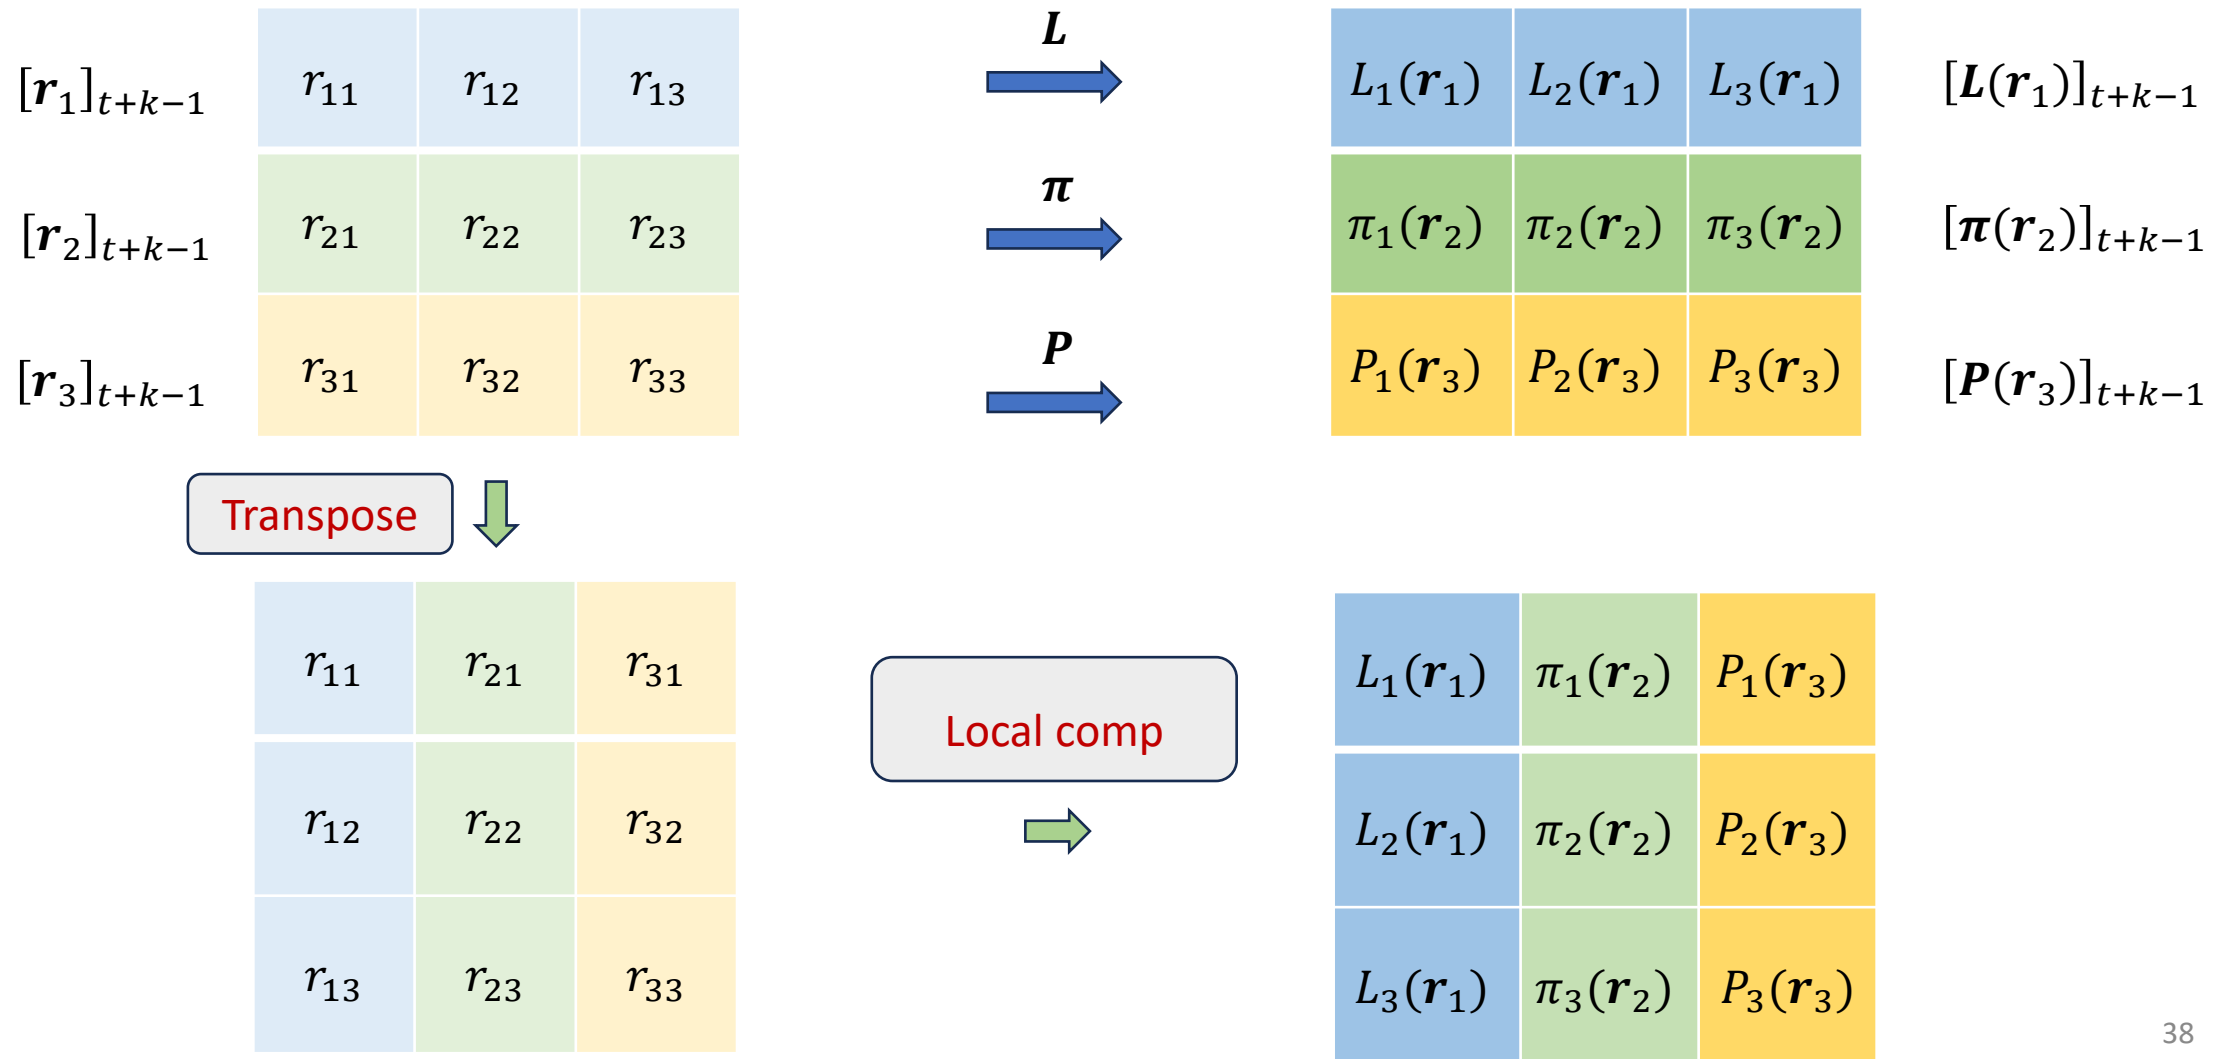 [𝒓₁]ₜ₊ₖ₋₁ r₁₁ r₁₂ r₁₃ 𝑳 L₁(𝒓₁) L₂(𝒓₁) L₃(𝒓₁) [𝑳(𝒓₁)]ₜ₊ₖ₋₁
[𝒓₂]ₜ₊ₖ₋₁ r₂₁ r₂₂ r₂₃ 𝝅 π₁(𝒓₂) π₂(𝒓₂) π₃(𝒓₂) [𝝅(𝒓₂)]ₜ₊ₖ₋₁
[𝒓₃]ₜ₊ₖ₋₁ r₃₁ r₃₂ r₃₃ 𝑷 P₁(𝒓₃) P₂(𝒓₃) P₃(𝒓₃) [𝑷(𝒓₃)]ₜ₊ₖ₋₁
Transpose
r₁₁ r₂₁ r₃₁ L₁(𝒓₁) π₁(𝒓₂) P₁(𝒓₃)
Local comp
r₁₂ r₂₂ r₃₂ L₂(𝒓₁) π₂(𝒓₂) P₂(𝒓₃)
r₁₃ r₂₃ r₃₃ L₃(𝒓₁) π₃(𝒓₂) P₃(𝒓₃)
38